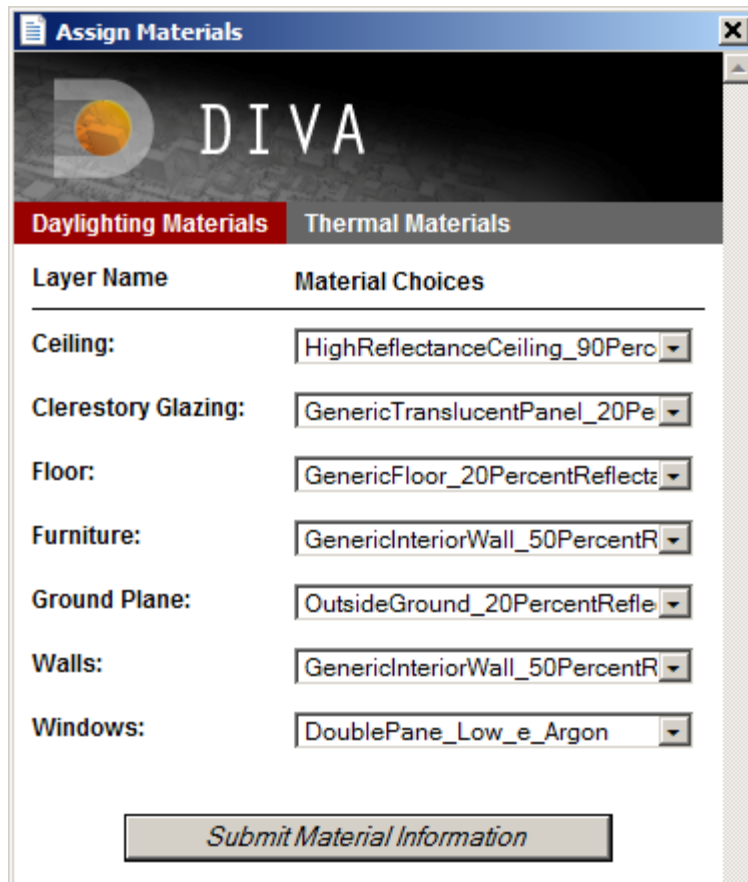 Assign Materials
DIVA
Daylighting Materials Thermal Materials
Layer Name Material Choices
Ceiling: HighReflectanceCeiling_90Perc
Clerestory Glazing: GenericTranslucentPanel_20Pe
Floor: GenericFloor_20PercentReflecta
Furniture: GenericInteriorWall_50PercentR
Ground Plane: OutsideGround_20PercentRefle
Walls: GenericInteriorWall_50PercentR
Windows: DoublePane_Low_e_Argon
Submit Material Information